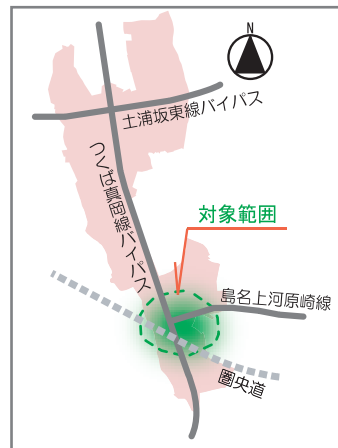 N
土浦坂東線バイパス
つくば真岡線バイパス
対象範囲
島名上河原崎線
圏央道